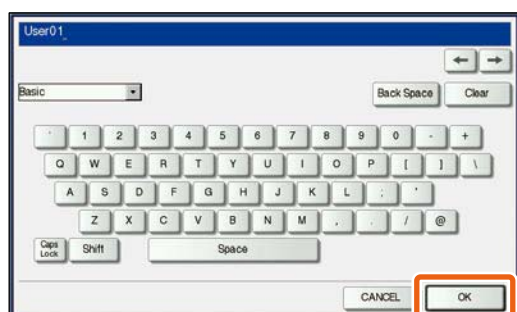 User01_
← →
Basic Back Space Clear
` 1 2 3 4 5 6 7 8 9 0 - +
Q W E R T Y U I O P [ ] \
A S D F G H J K L ; '
Z X C V B N M , . / @
Caps Lock Shift Space
CANCEL OK